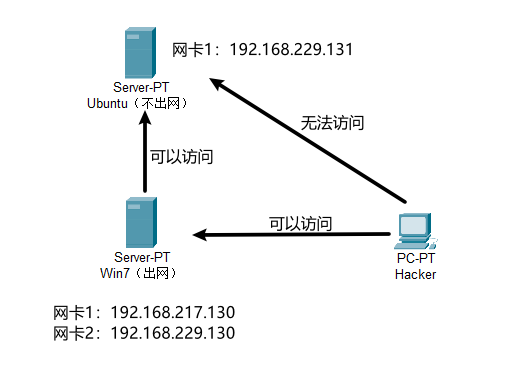 网卡1：192.168.229.131
Server-PT
Ubuntu（不出网）
无法访问
可以访问
可以访问
Server-PT
Win7（出网）
PC-PT
Hacker
网卡1：192.168.217.130
网卡2：192.168.229.130